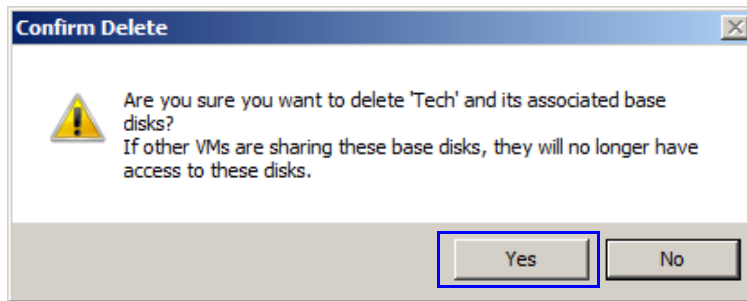 Confirm Delete
Are you sure you want to delete 'Tech' and its associated base
disks?
If other VMs are sharing these base disks, they will no longer have
access to these disks.
Yes No